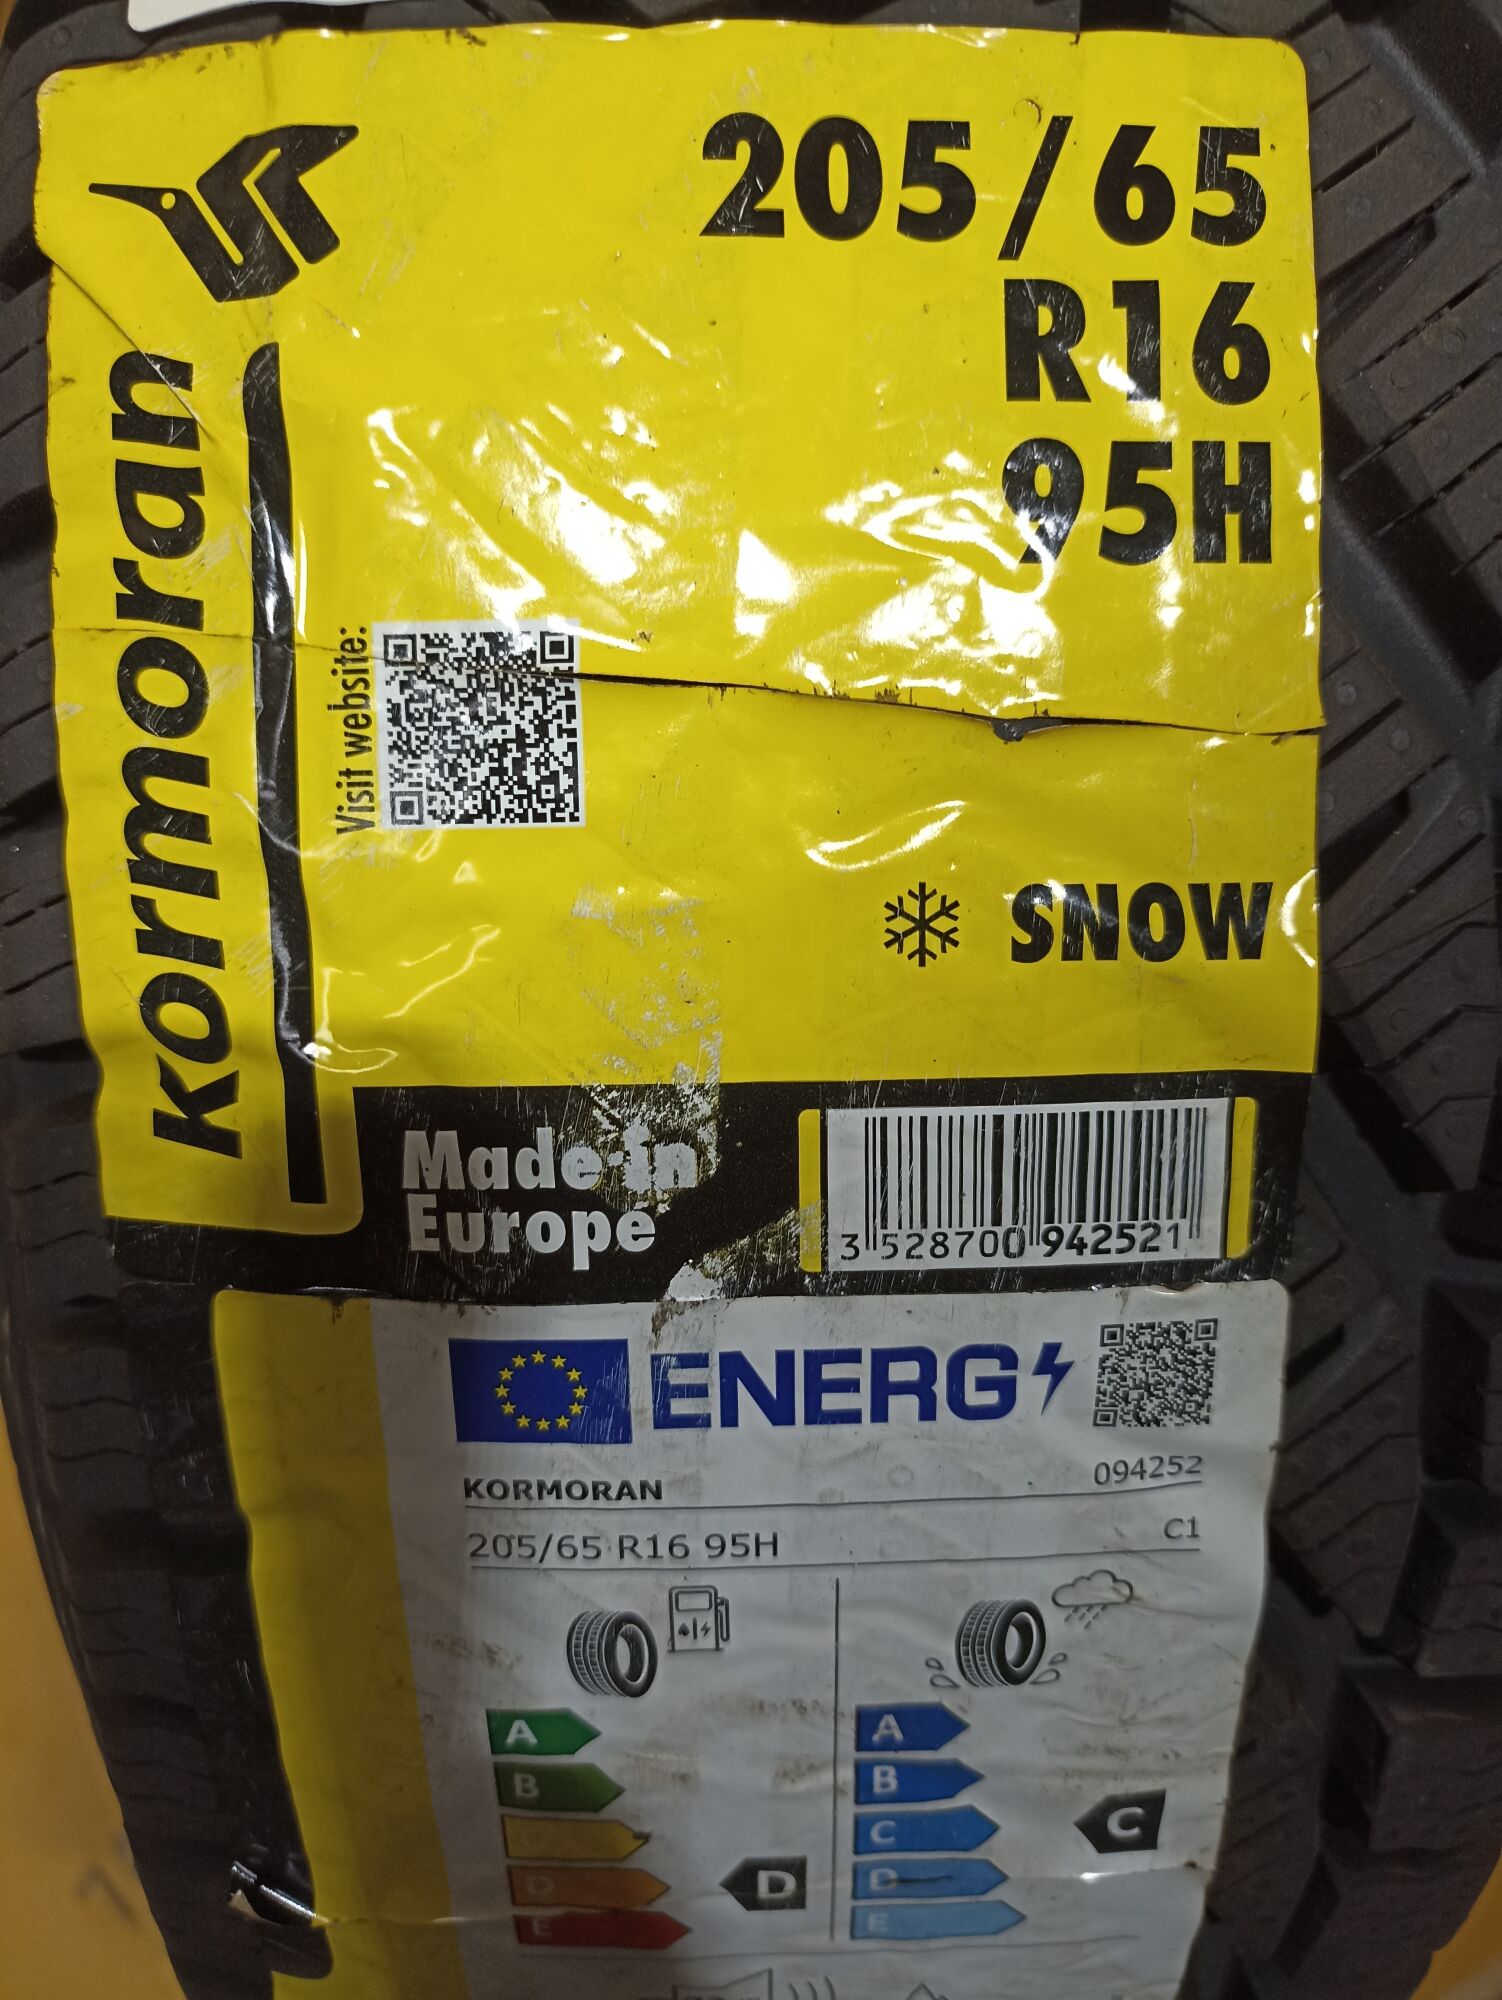 205/65
R16
95H
kormoran
Visit website:
SNOW
Made in
Europe
3 528700 942521
ENERG
KORMORAN
094252
205/65 R16 95H
C1
A
B
D
E
D
A
B
C
D
E
C